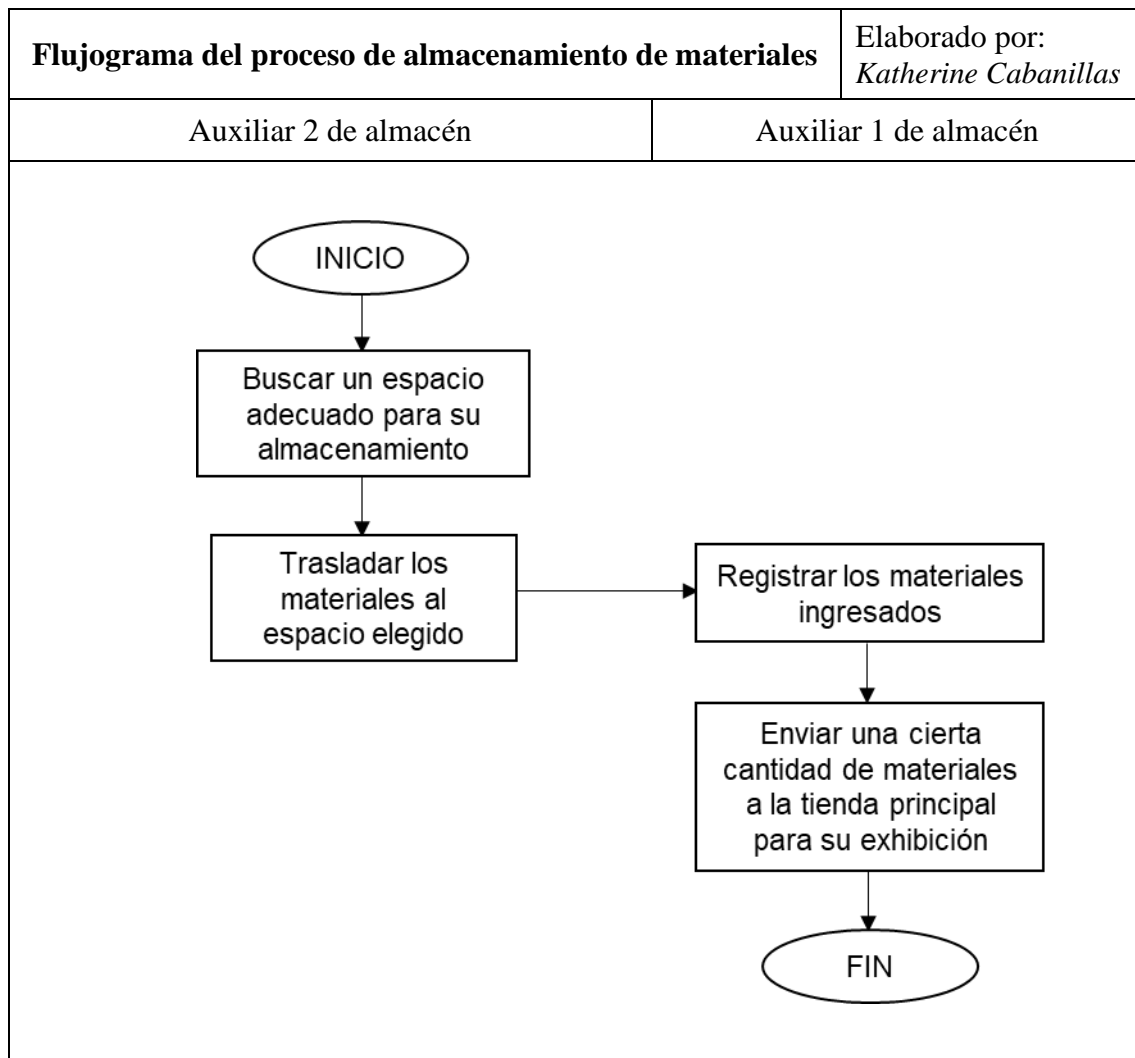 Flujograma del proceso de almacenamiento de materiales
Elaborado por:
Katherine Cabanillas
Auxiliar 2 de almacén
Auxiliar 1 de almacén
INICIO
Buscar un espacio
adecuado para su
almacenamiento
Trasladar los
materiales al
espacio elegido
Registrar los materiales
ingresados
Enviar una cierta
cantidad de materiales
a la tienda principal
para su exhibición
FIN